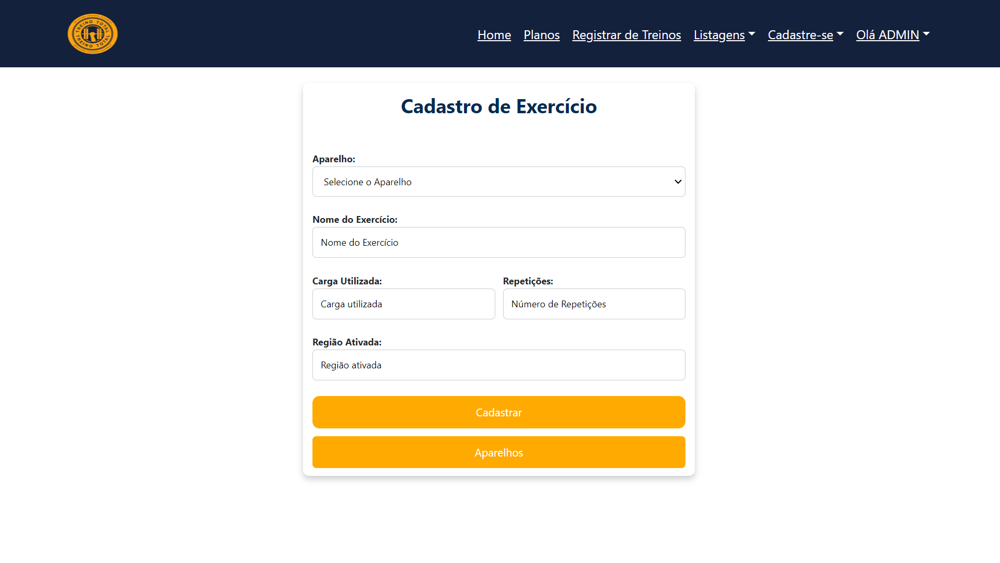 TREINO TOTAL
TREINO TOTAL
Home Planos Registrar de Treinos Listagens Cadastre-se Olá ADMIN
Cadastro de Exercício
Aparelho:
Selecione o Aparelho
Nome do Exercício:
Nome do Exercício
Carga Utilizada: Repetições:
Carga utilizada Número de Repetições
Região Ativada:
Região ativada
Cadastrar
Aparelhos